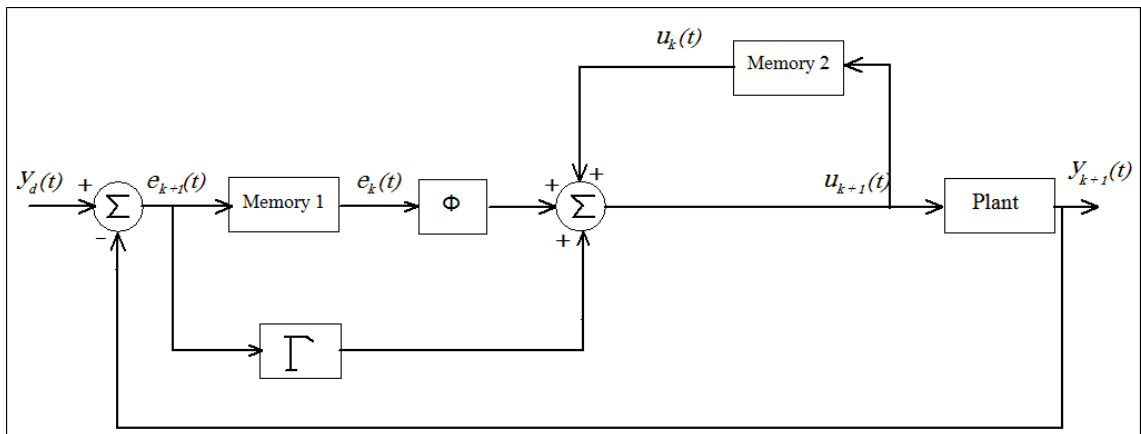 u_k(t)
Memory 2
y_d(t)
+
e_{k+1}(t)
Memory 1
e_k(t)
Φ
+
+
Σ
Σ
u_{k+1}(t)
Plant
y_{k+1}(t)
-
+
Γ